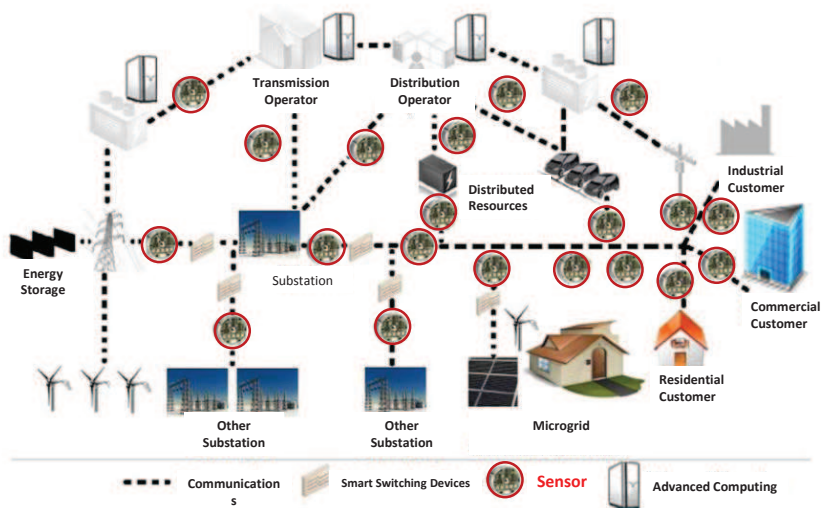 Transmission
Operator
Distribution
Operator
Industrial
Customer
Distributed
Resources
Energy
Storage
Substation
Commercial
Customer
Residential
Customer
Other
Substation
Other
Substation
Microgrid
Communication
s
Smart Switching Devices
Sensor
Advanced Computing